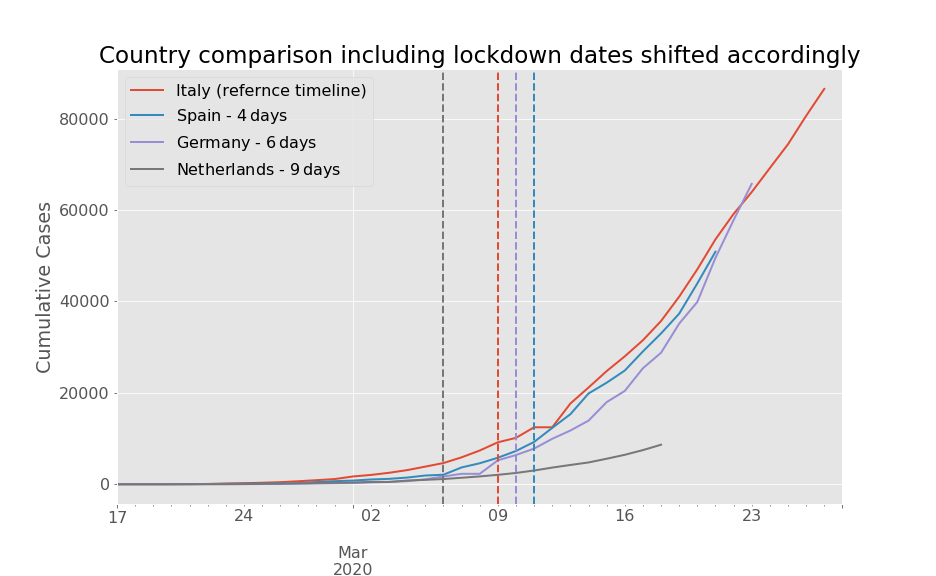 Country comparison including lockdown dates shifted accordingly
Italy (refernce timeline)
Spain - 4 days
Germany - 6 days
Netherlands - 9 days
Cumulative Cases
80000
60000
40000
20000
0
17
24
02
09
16
23
Mar
2020